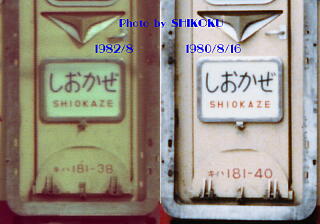 Photo by SHIKOKU
1982/8
1980/8/16
しおかぜ
SHIOKAZE
キハ181-38
しおかぜ
SHIOKAZE
キハ181-40